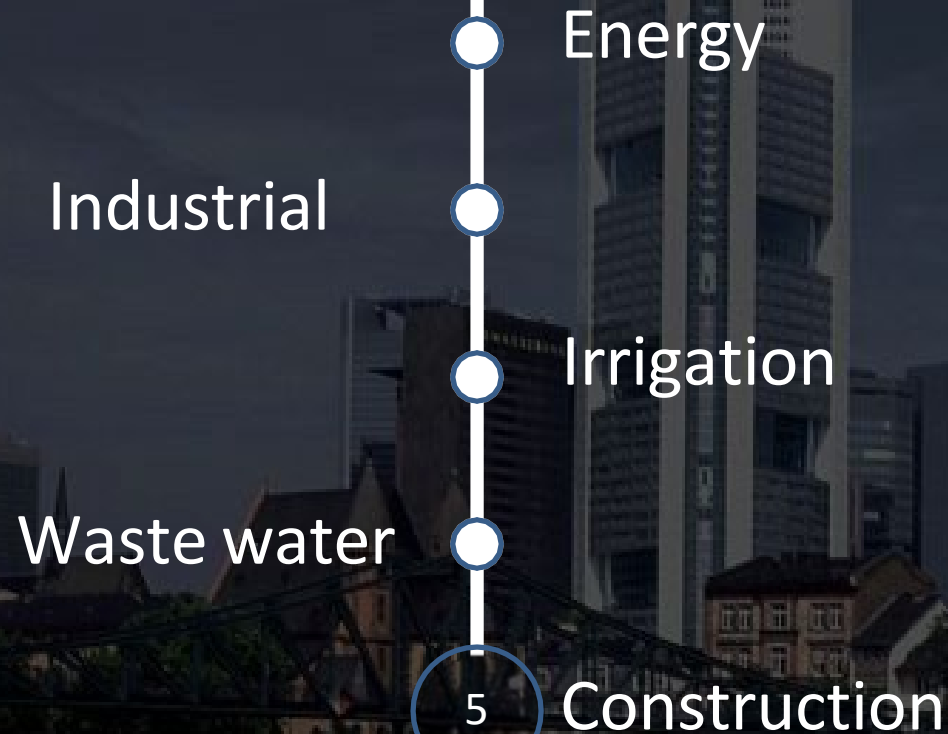 Energy
Industrial
Irrigation
Waste water
5
Construction